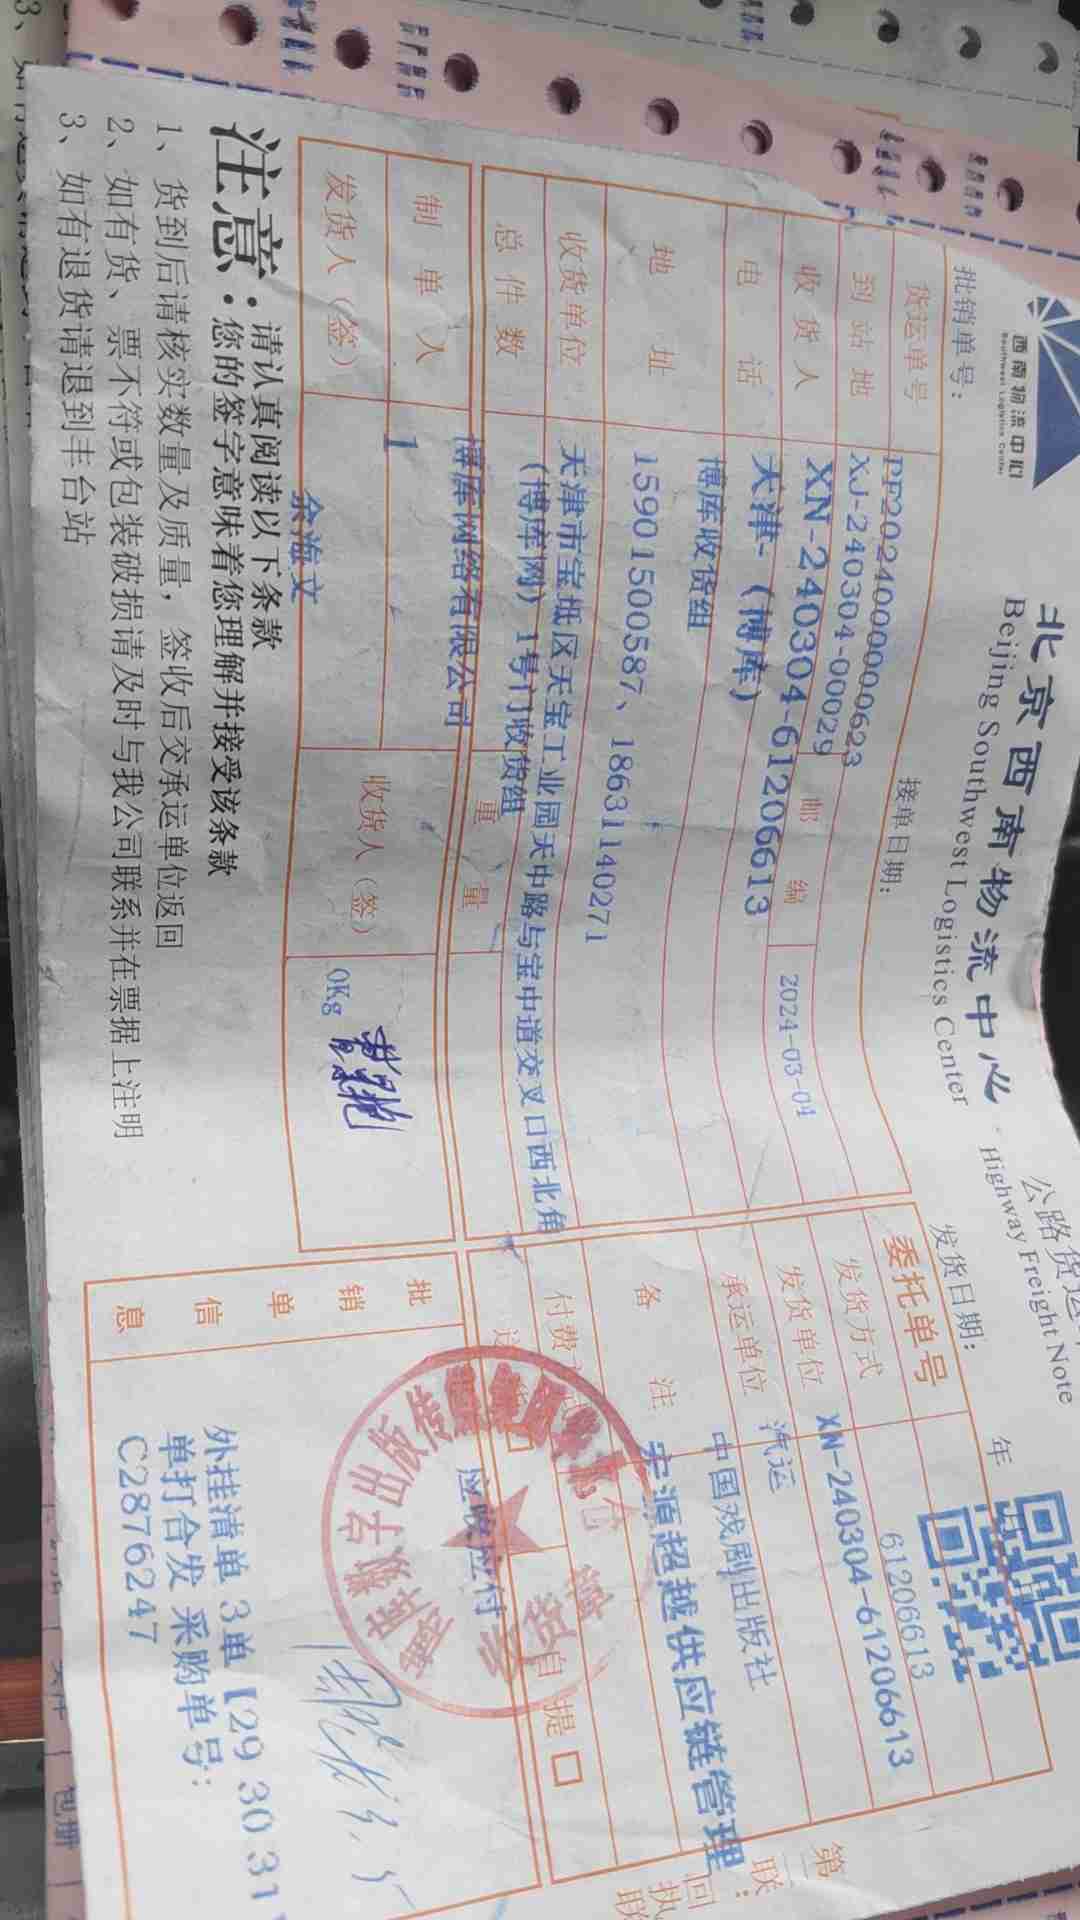 西南物流中心
Southwest Logistics Center
北京西南物流中心
Beijing Southwest Logistics Center
公路货运
Highway Freight Note
批销单号：
接单日期：
发货日期：
年
PF202400000000623
货运单号
XJ-240304-000029
到站地
XN-240304-61206613
邮编
2024-03-04
收货人
天津-（博库）
电话
博库收货组
地址
15901500587、18631140271
收货单位
天津市宝坻区天宝工业园天中路与宝中道交叉口西北角
（博库网）1号门收货组
总件数
博库网络有限公司
重量
制单人
1
收货人（签）
0Kg
发货人（签）
余海文
委托单号
61206613
发货方式
XN-240304-61206613
发货单位
汽运
承运单位
中国戏剧出版社
备注
宏源超越供应链管理
付费
自提
应收应付
数字出版传
批销单信息
外挂清单 3单【29 30 31
单打合发 采购单号：
C2876247
第
联：
回执联
注意：
请认真阅读以下条款
您的签字意味着您理解并接受该条款
1、货到后请核实数量及质量，签收后交承运单位返回
2、如有货、票不符或包装破损请及时与我公司联系并在票据上注明
3、如有退货请退到丰台站